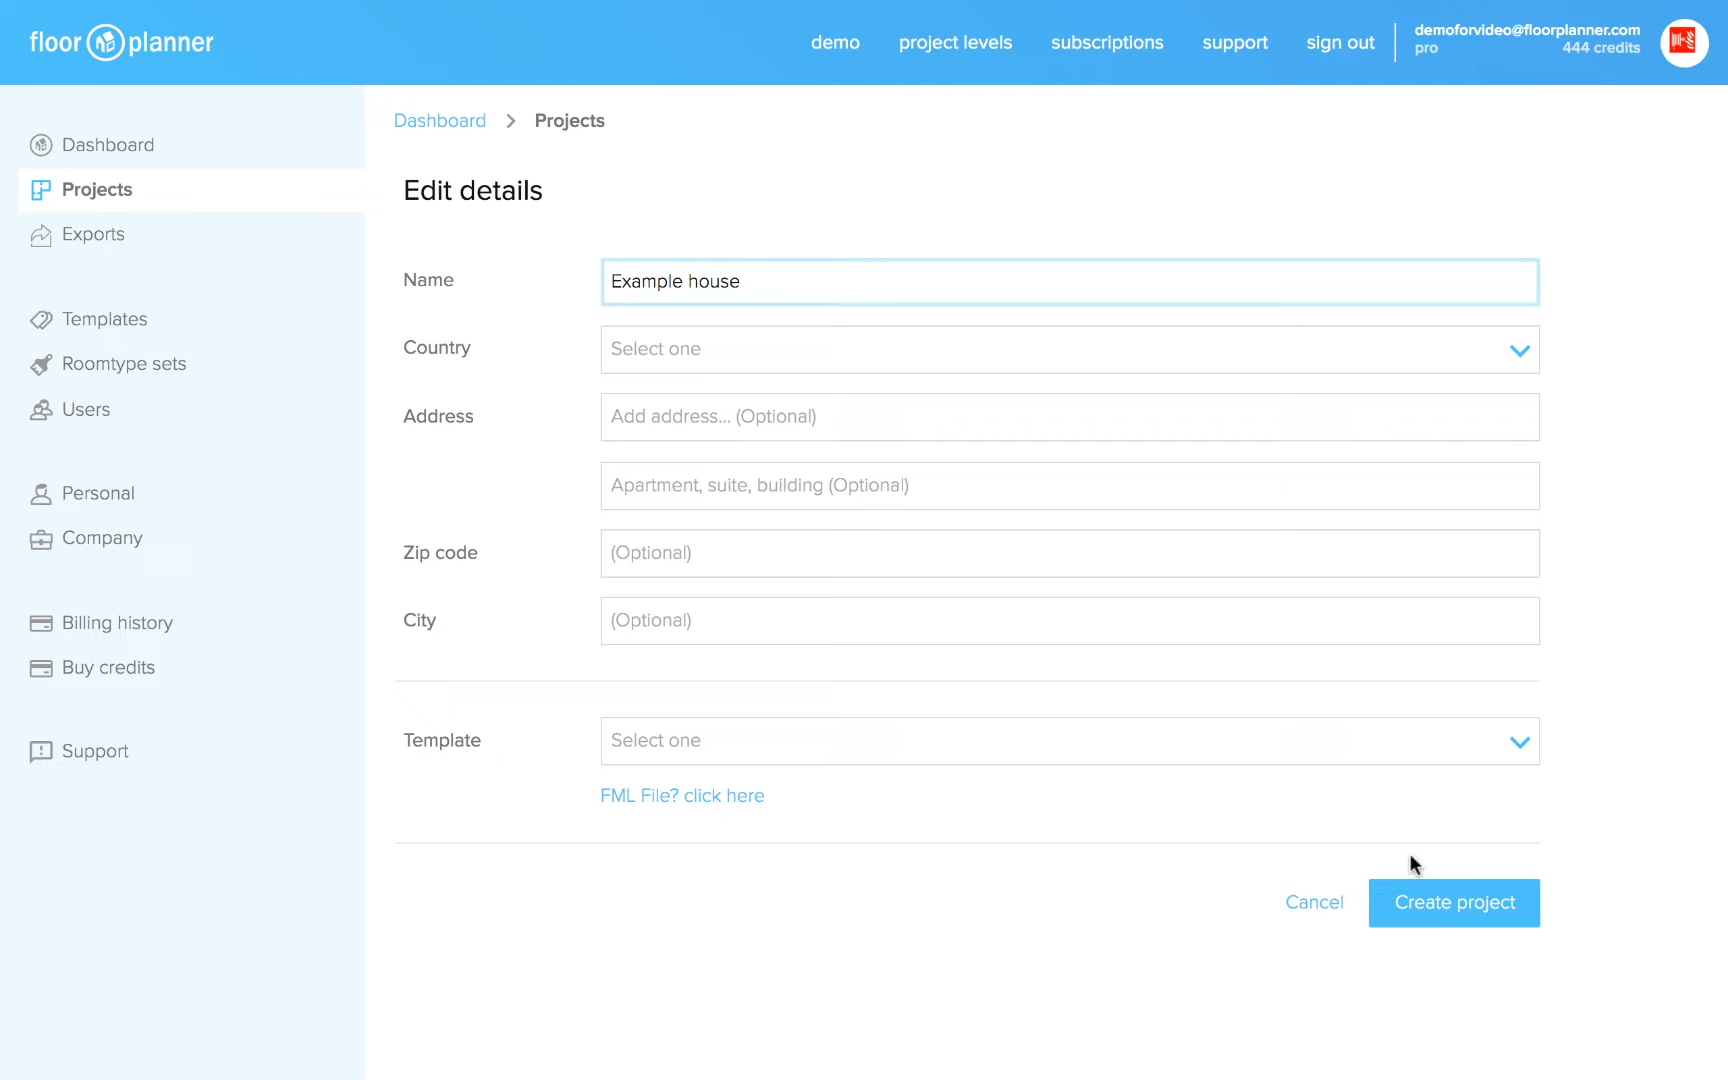 floor planner
demo
project levels
subscriptions
support
sign out
demoforvideo@floorplanner.com
pro
444 credits
Dashboard
Projects
Exports
Templates
Roomtype sets
Users
Personal
Company
Billing history
Buy credits
Support
Dashboard > Projects
Edit details
Name
Example house
Country
Select one
Address
Add address... (Optional)
Apartment, suite, building (Optional)
Zip code
(Optional)
City
(Optional)
Template
Select one
FML File? click here
Cancel
Create project